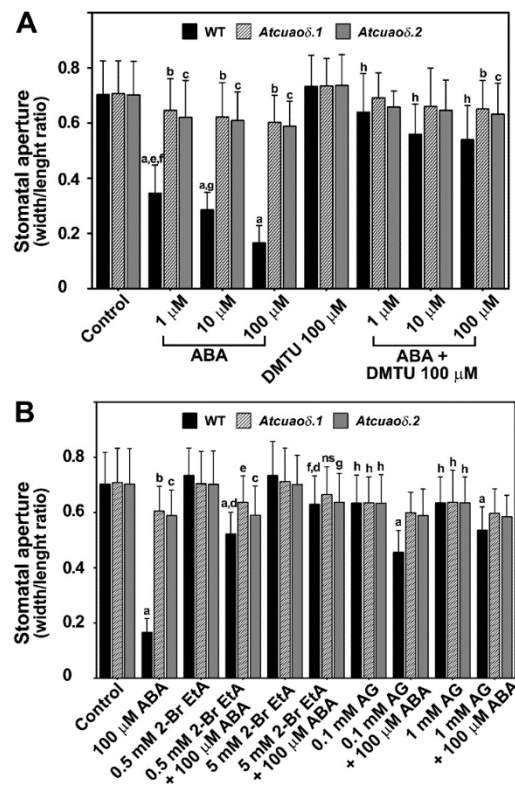 A
WT Atcuaoδ.1 Atcuaoδ.2
Stomatal aperture
(width/lenght ratio)
0.8
0.6
0.4
0.2
0
a,e,f b c a,g b c a b c h h h b c
Control
1 μM
10 μM
100 μM
DMTU 100 μM
1 μM
10 μM
100 μM
ABA
ABA +
DMTU 100 μM
B
WT Atcuaoδ.1 Atcuaoδ.2
Stomatal aperture
(width/lenght ratio)
0.8
0.6
0.4
0.2
0
a b c a,d e c f,d ns g h h h a h h h a
Control
100 μM ABA
0.5 mM 2-Br EtA
0.5 mM 2-Br EtA
+ 100 μM ABA
5 mM 2-Br EtA
5 mM 2-Br EtA
+ 100 μM ABA
0.1 mM AG
0.1 mM AG
+ 100 μM ABA
1 mM AG
1 mM AG
+ 100 μM ABA